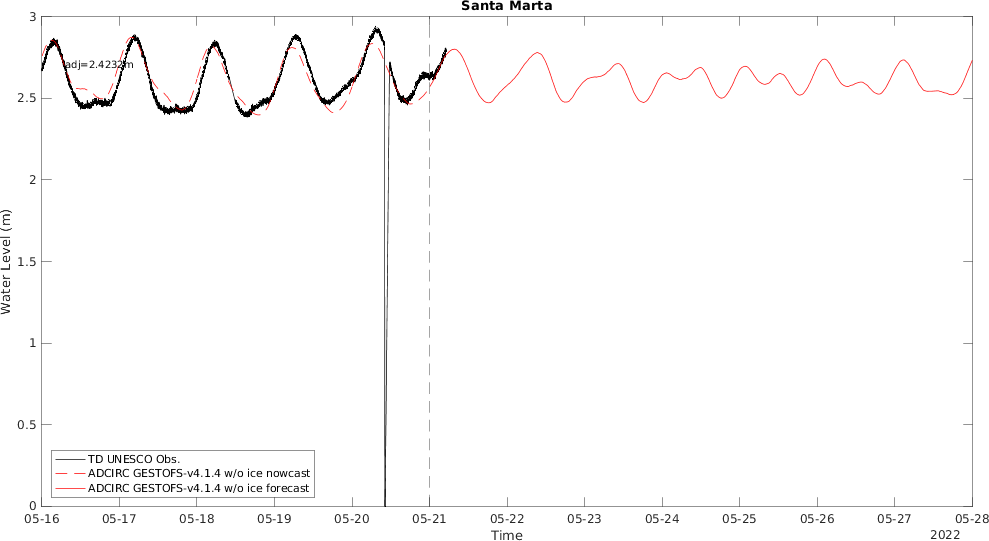 Santa Marta
3
2.5
2
1.5
1
0.5
0
Water Level (m)
adj=2.4232m
TD UNESCO Obs.
ADCIRC GESTOFS-v4.1.4 w/o ice nowcast
ADCIRC GESTOFS-v4.1.4 w/o ice forecast
05-16 05-17 05-18 05-19 05-20 05-21 05-22 05-23 05-24 05-25 05-26 05-27 05-28
Time
2022